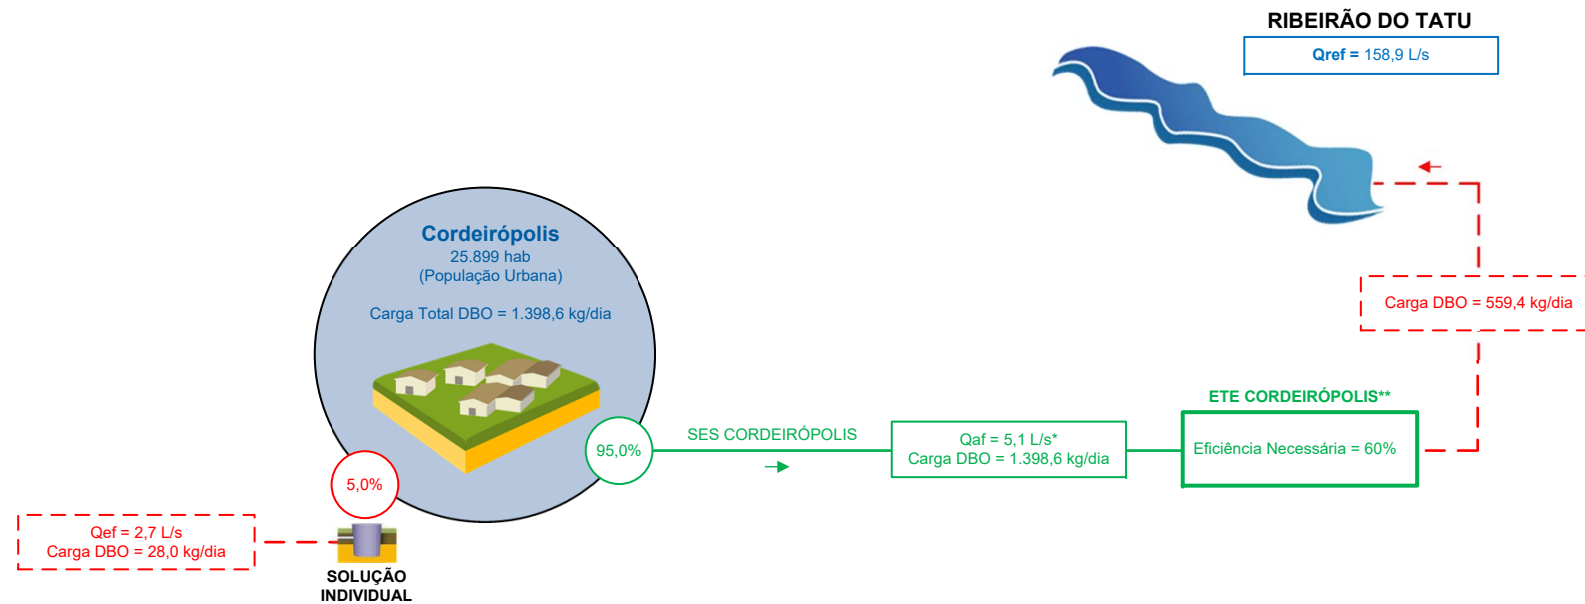 RIBEIRÃO DO TATU
Qref = 158,9 L/s
Cordeirópolis
25.899 hab
(População Urbana)
Carga Total DBO = 1.398,6 kg/dia
Carga DBO = 559,4 kg/dia
ETE CORDEIRÓPOLIS**
Eficiência Necessária = 60%
SES CORDEIRÓPOLIS
Qaf = 5,1 L/s*
Carga DBO = 1.398,6 kg/dia
95,0%
5,0%
Qef = 2,7 L/s
Carga DBO = 28,0 kg/dia
SOLUÇÃO
INDIVIDUAL